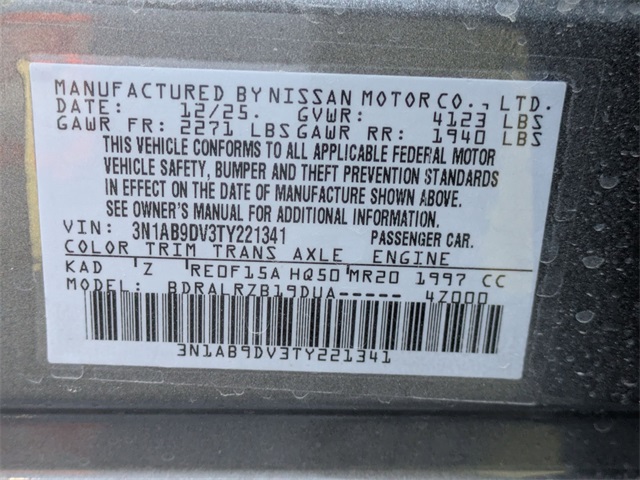 MANUFACTURED BY NISSAN MOTOR CO., LTD.
DATE: 12/25. GVWR: 4123 LBS
GAWR FR: 2271 LBS GAWR RR: 1940 LBS
THIS VEHICLE CONFORMS TO ALL APPLICABLE FEDERAL MOTOR
VEHICLE SAFETY, BUMPER AND THEFT PREVENTION STANDARDS
IN EFFECT ON THE DATE OF MANUFACTURE SHOWN ABOVE.
SEE OWNER'S MANUAL FOR ADDITIONAL INFORMATION.
VIN: 3N1AB9DV3TY221341 PASSENGER CAR.
COLOR TRIM TRANS AXLE ENGINE
KAD Z RE0F15A HQ50 MR20 1997 CC
MODEL: BDRALRZB19DUA----- 4Z000
3N1AB9DV3TY221341